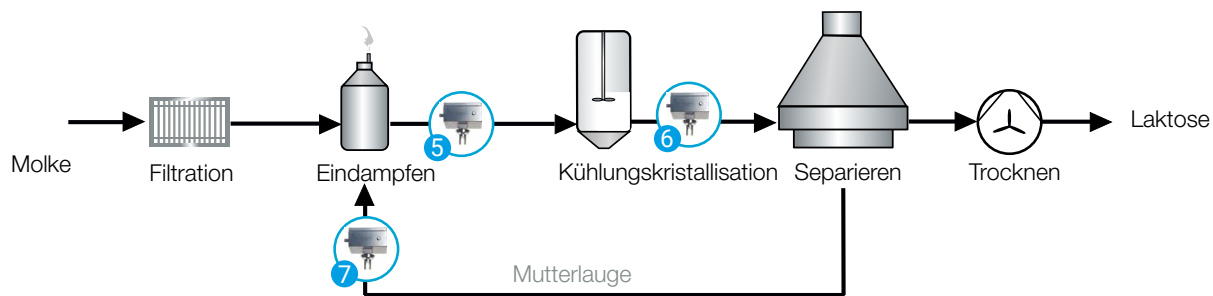 Molke
Filtration
Eindampfen
5
Kühlungskristallisation
6
Separieren
Trocknen
Laktose
7
Mutterlauge